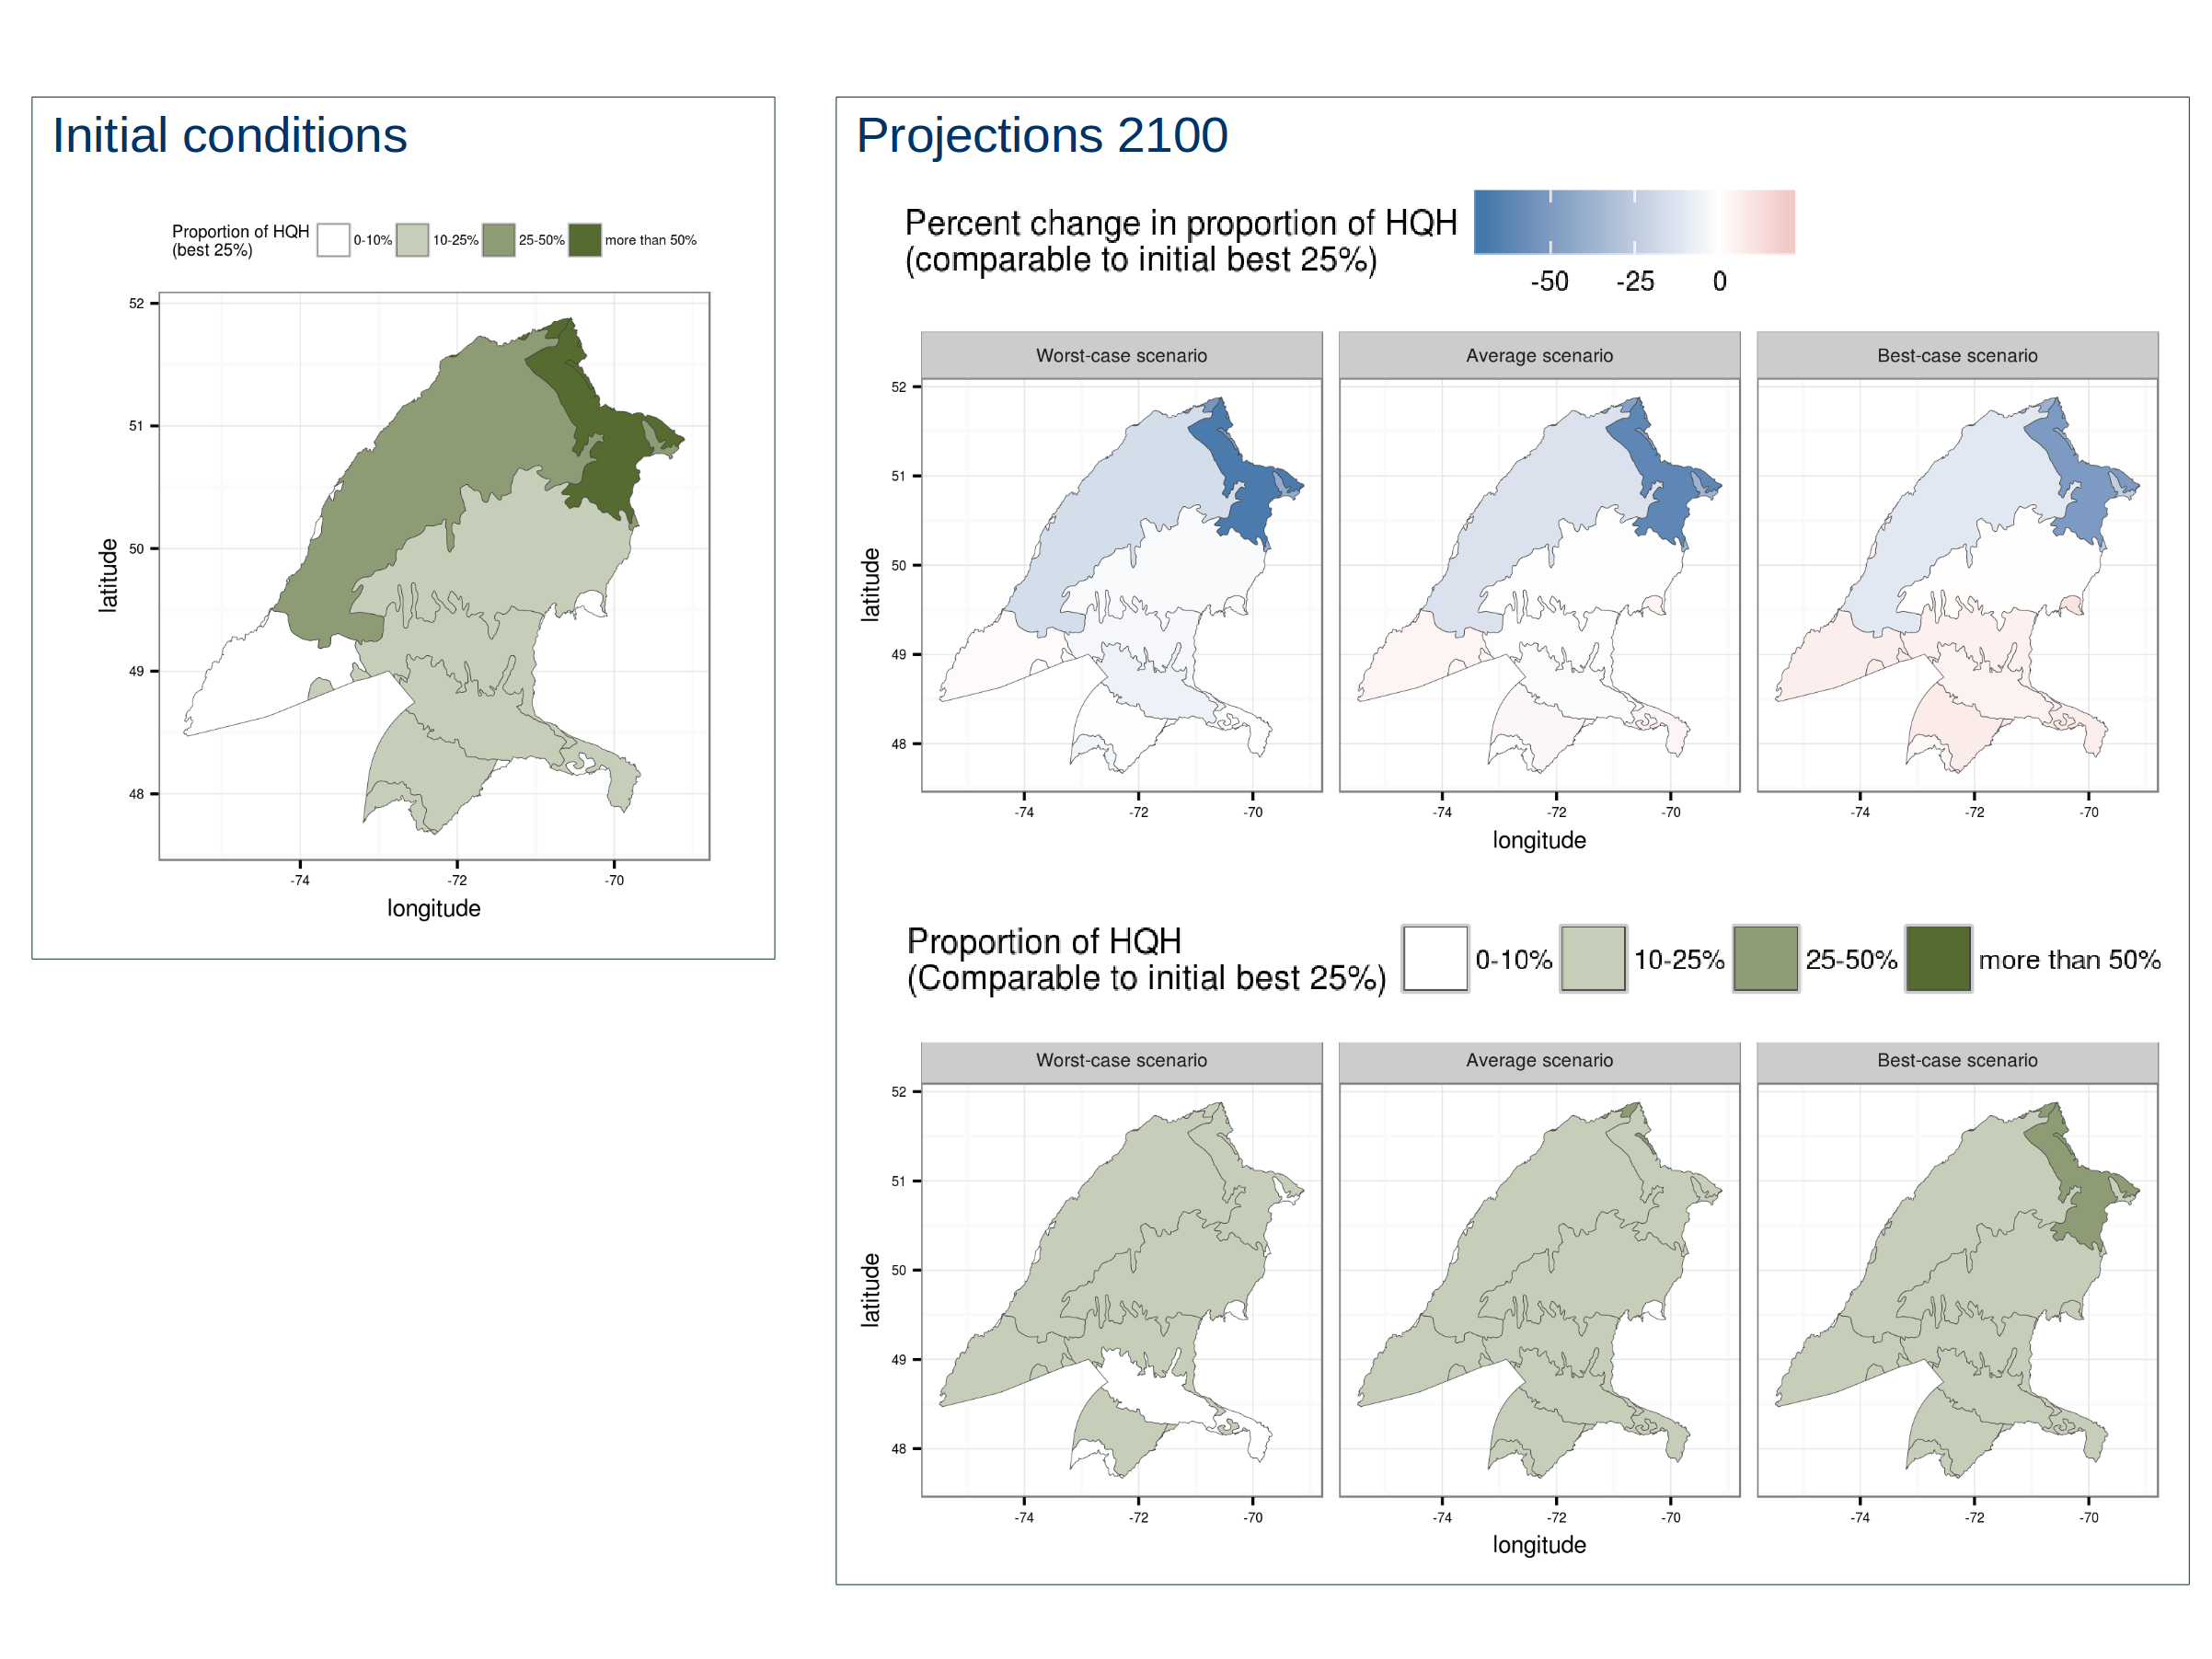 Initial conditions
Proportion of HQH
(best 25%)
0-10%
10-25%
25-50%
more than 50%
52
51
50
49
48
latitude
-74
-72
-70
longitude
Projections 2100
Percent change in proportion of HQH
(comparable to initial best 25%)
-50
-25
0
Worst-case scenario
Average scenario
Best-case scenario
52
51
50
49
48
latitude
-74
-72
-70
-74
-72
-70
-74
-72
-70
longitude
Proportion of HQH
(Comparable to initial best 25%)
0-10%
10-25%
25-50%
more than 50%
Worst-case scenario
Average scenario
Best-case scenario
52
51
50
49
48
latitude
-74
-72
-70
-74
-72
-70
-74
-72
-70
longitude